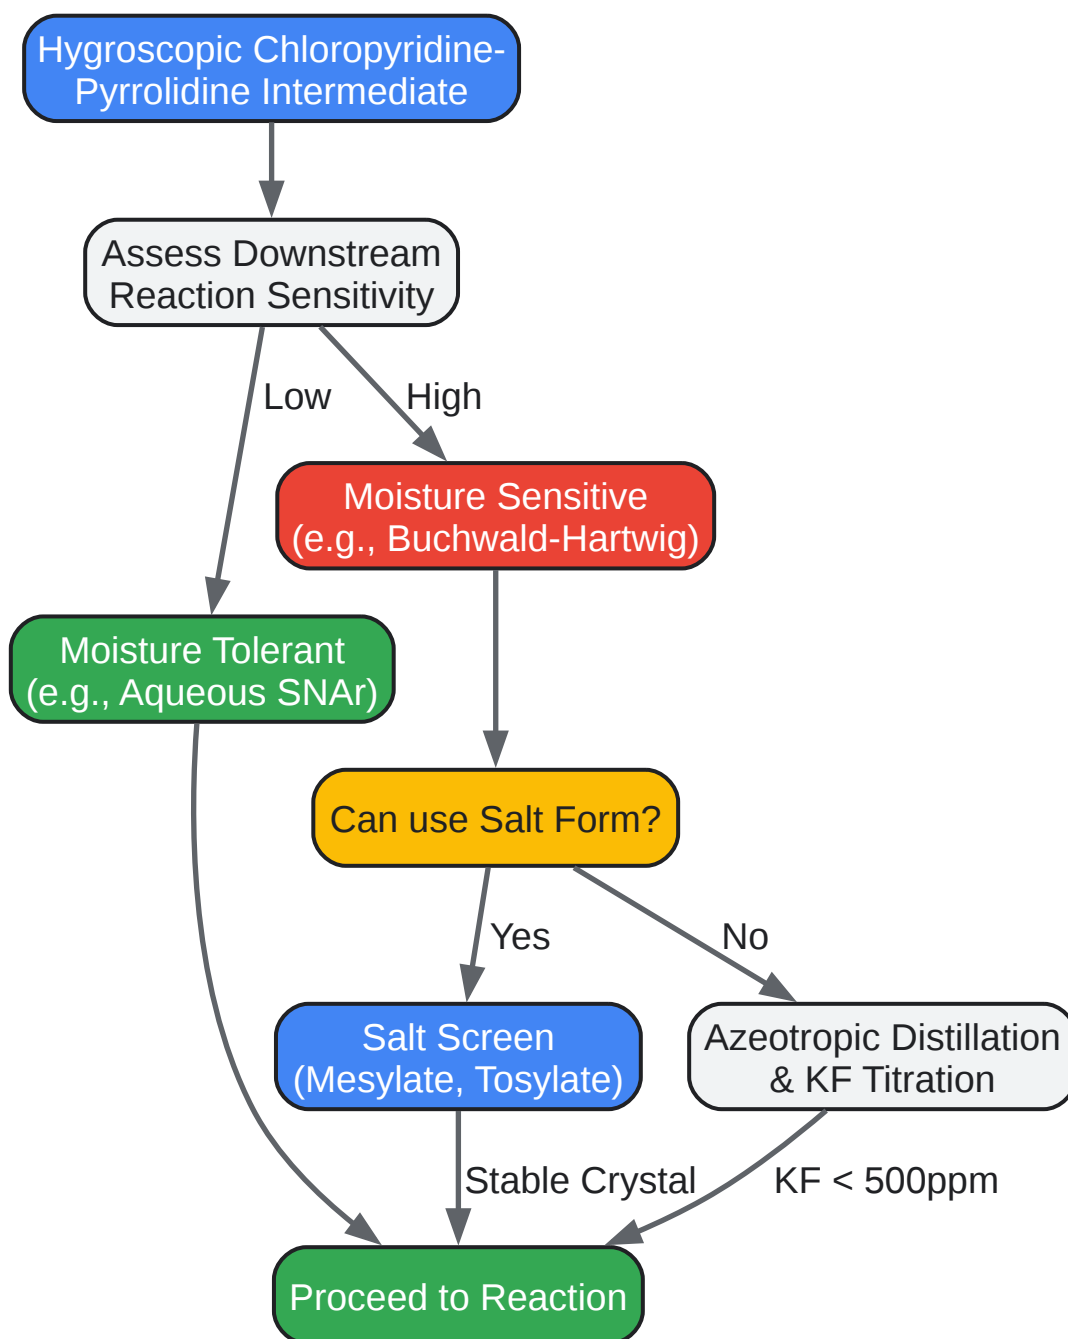 Hygroscopic Chloropyridine-
Pyrrolidine Intermediate
Assess Downstream
Reaction Sensitivity
Low
High
Moisture Sensitive
(e.g., Buchwald-Hartwig)
Moisture Tolerant
(e.g., Aqueous SNAr)
Can use Salt Form?
Yes
No
Salt Screen
(Mesylate, Tosylate)
Azeotropic Distillation
& KF Titration
Stable Crystal
KF < 500ppm
Proceed to Reaction